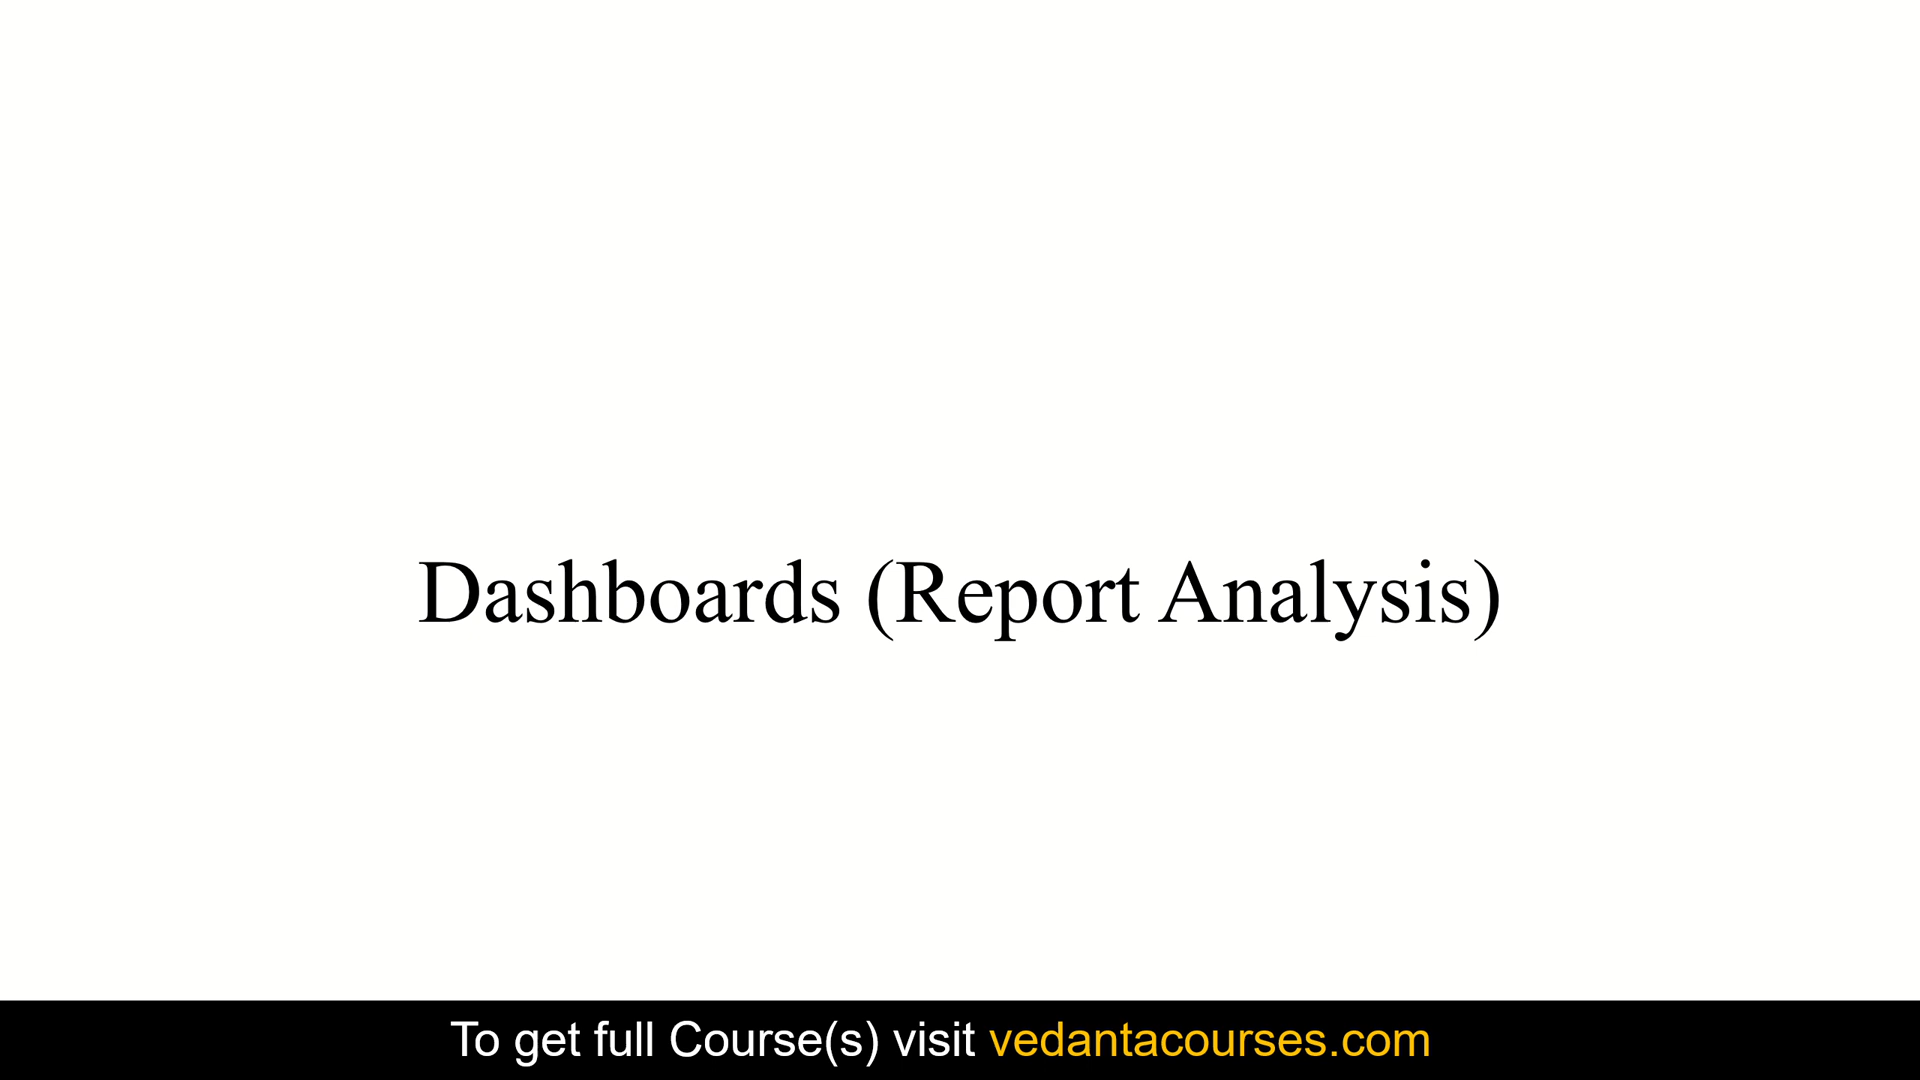 Dashboards (Report Analysis)
To get full Course(s) visit vedantacourses.com